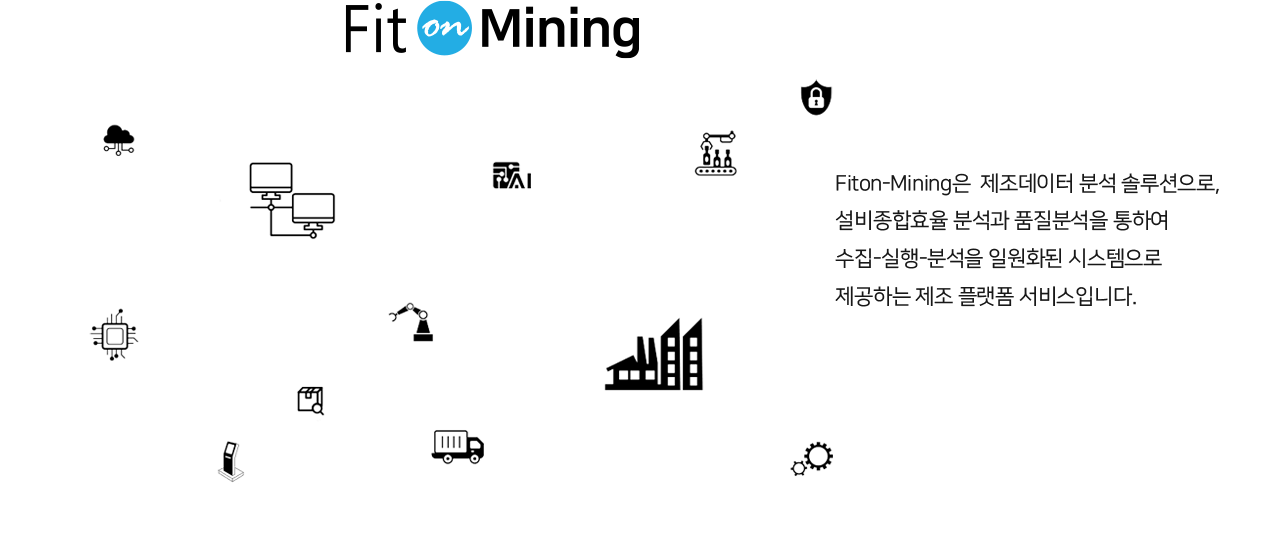 Fit on Mining
AI
Fiton-Mining은 제조데이터 분석 솔루션으로,
설비종합효율 분석과 품질분석을 통하여
수집-실행-분석을 일원화된 시스템으로
제공하는 제조 플랫폼 서비스입니다.